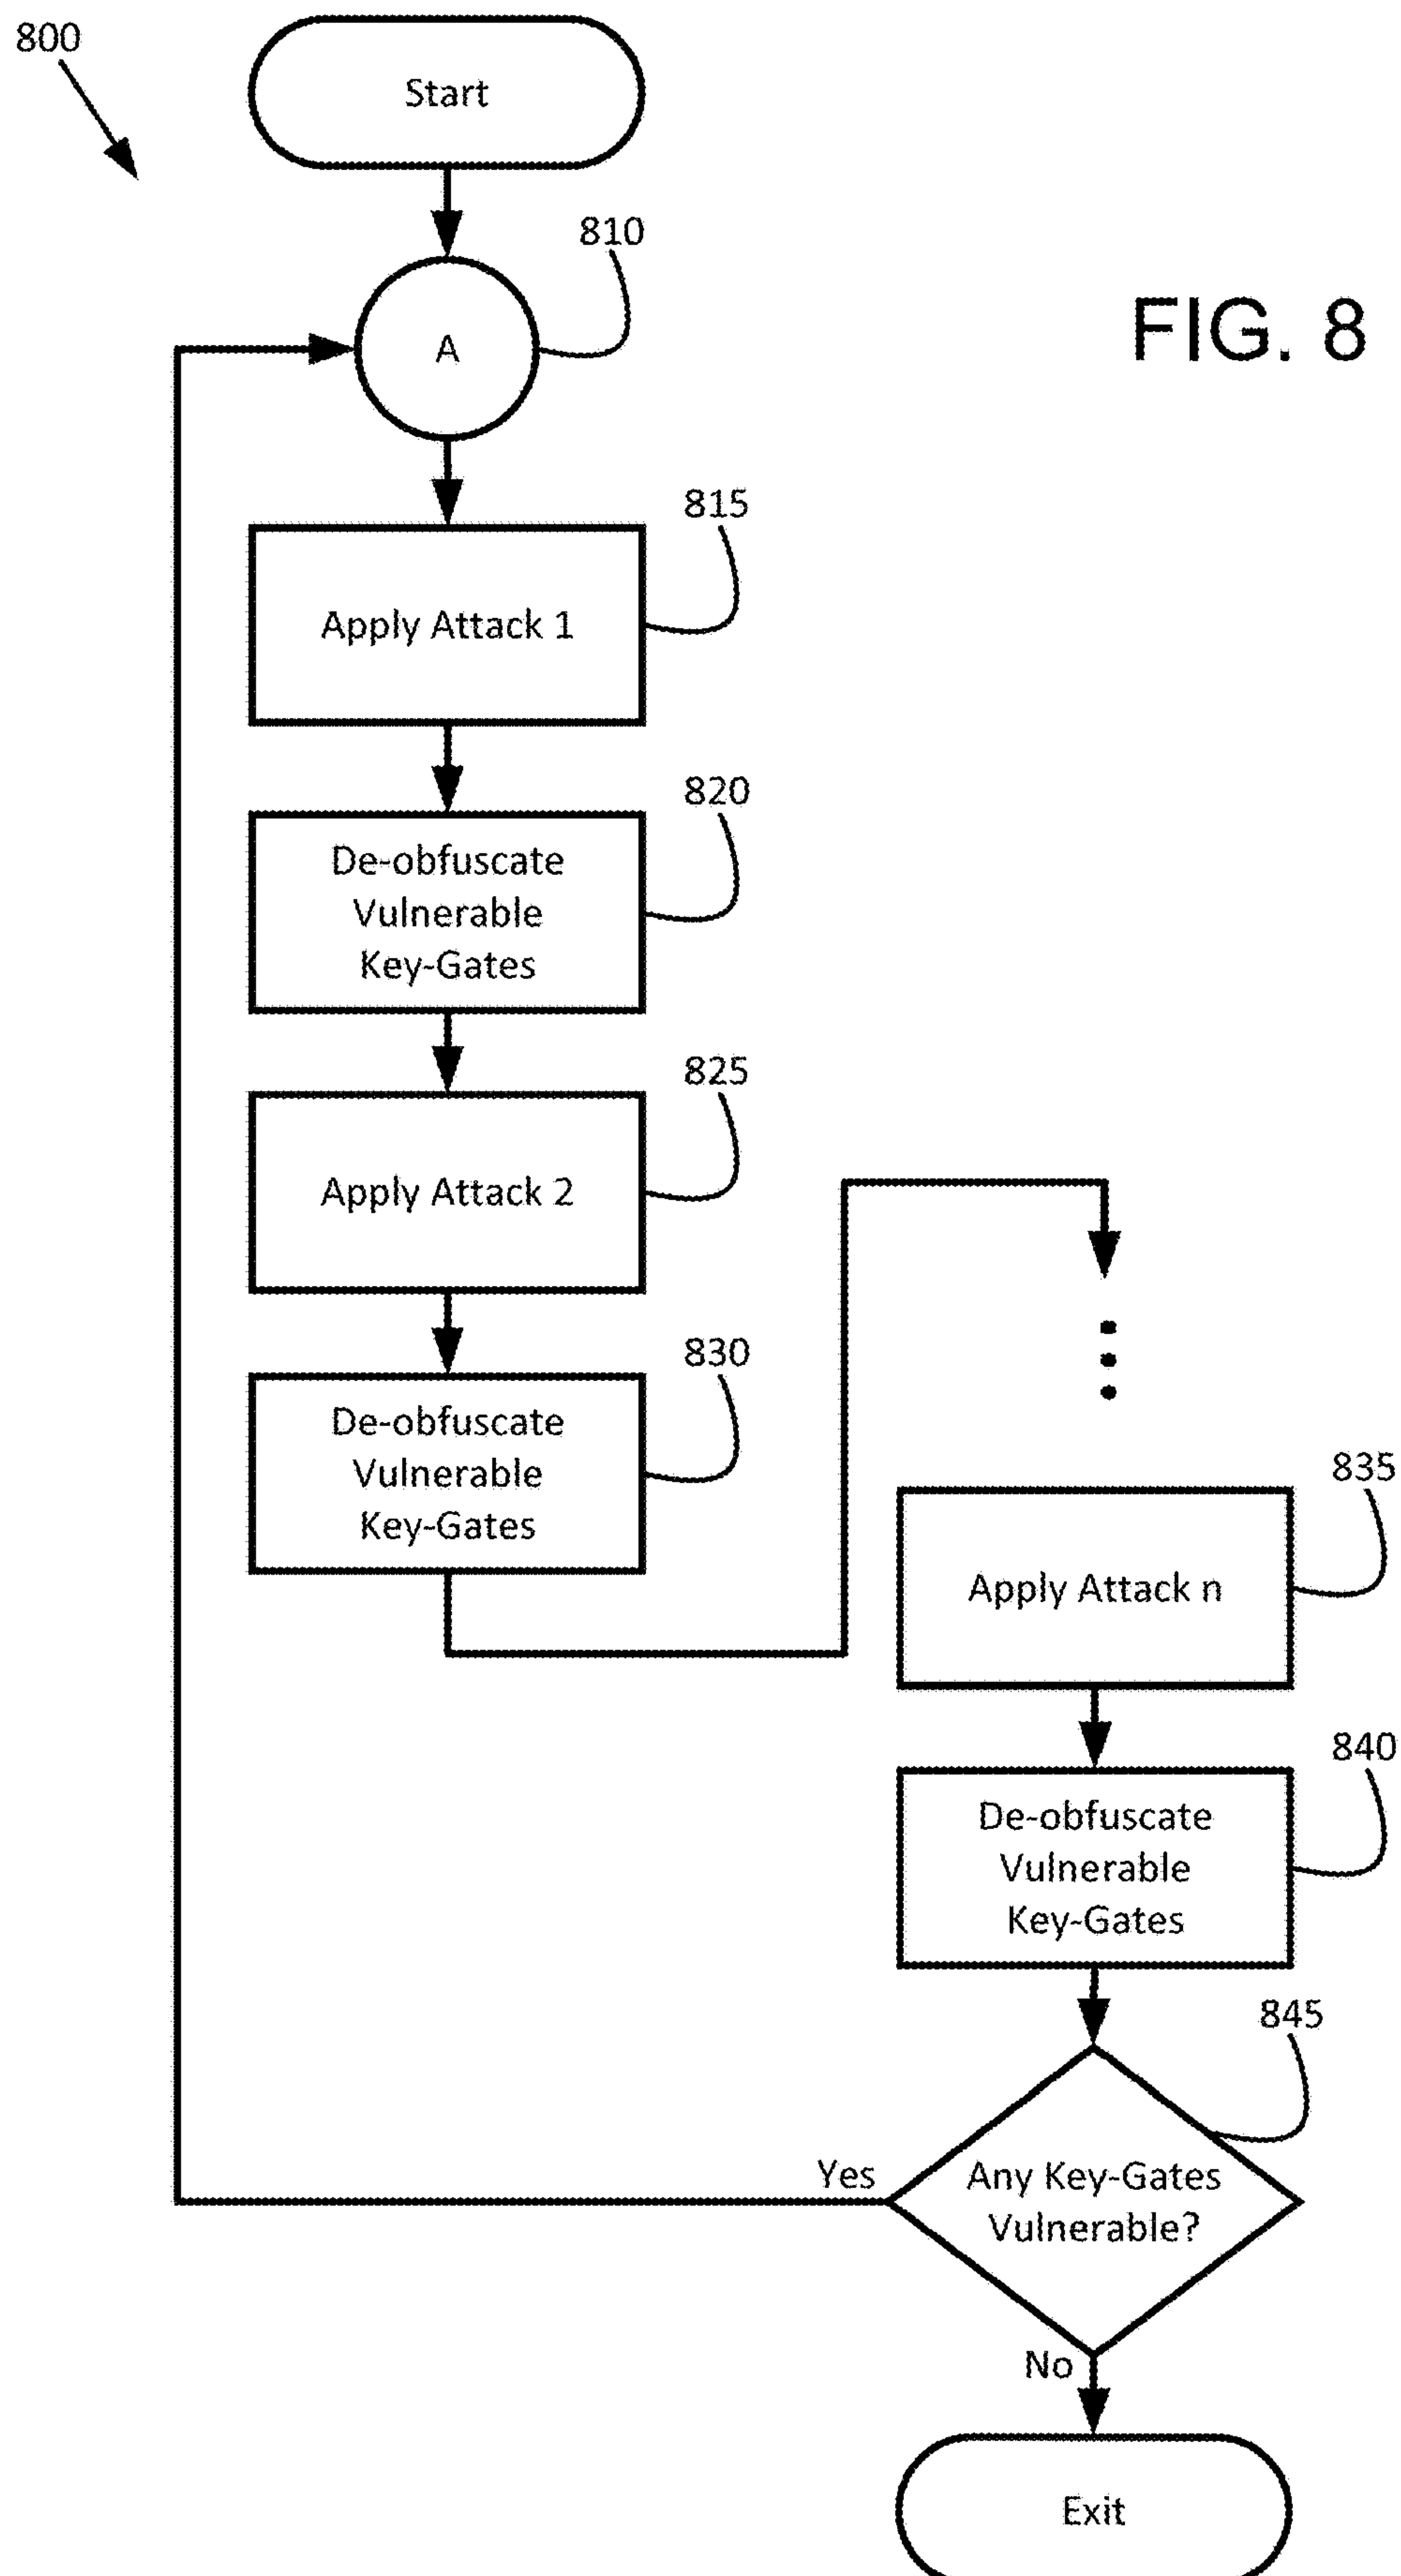 800
Start
810
A
FIG. 8
815
Apply Attack 1
820
De-obfuscate
Vulnerable
Key-Gates
825
Apply Attack 2
830
De-obfuscate
Vulnerable
Key-Gates
835
Apply Attack n
840
De-obfuscate
Vulnerable
Key-Gates
845
Any Key-Gates
Vulnerable?
Yes
No
Exit